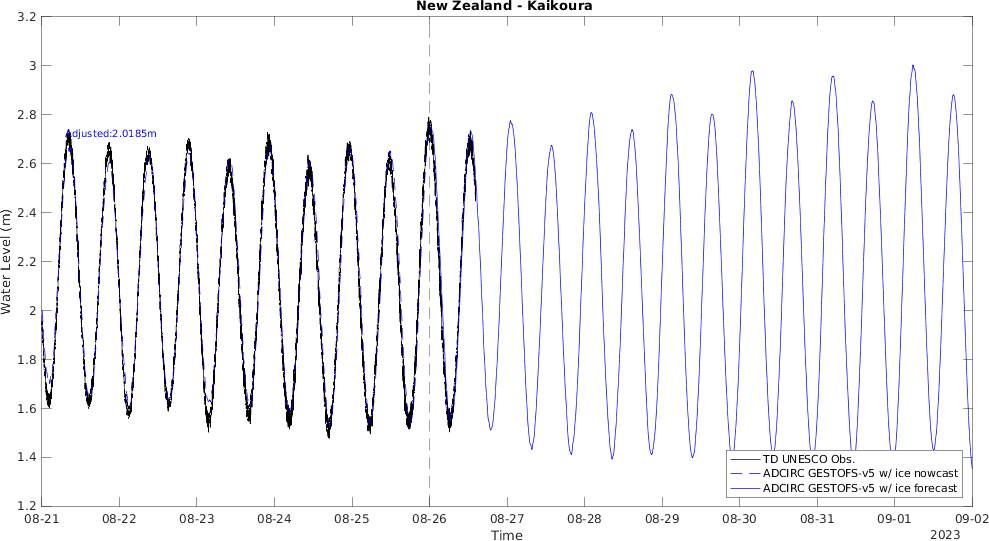 New Zealand - Kaikoura
3.2
3
2.8
2.6
2.4
2.2
2
1.8
1.6
1.4
1.2
Water Level (m)
Adjusted:2.0185m
TD UNESCO Obs.
ADCIRC GESTOFS-v5 w/ ice nowcast
ADCIRC GESTOFS-v5 w/ ice forecast
08-21 08-22 08-23 08-24 08-25 08-26 08-27 08-28 08-29 08-30 08-31 09-01 09-02
Time
2023